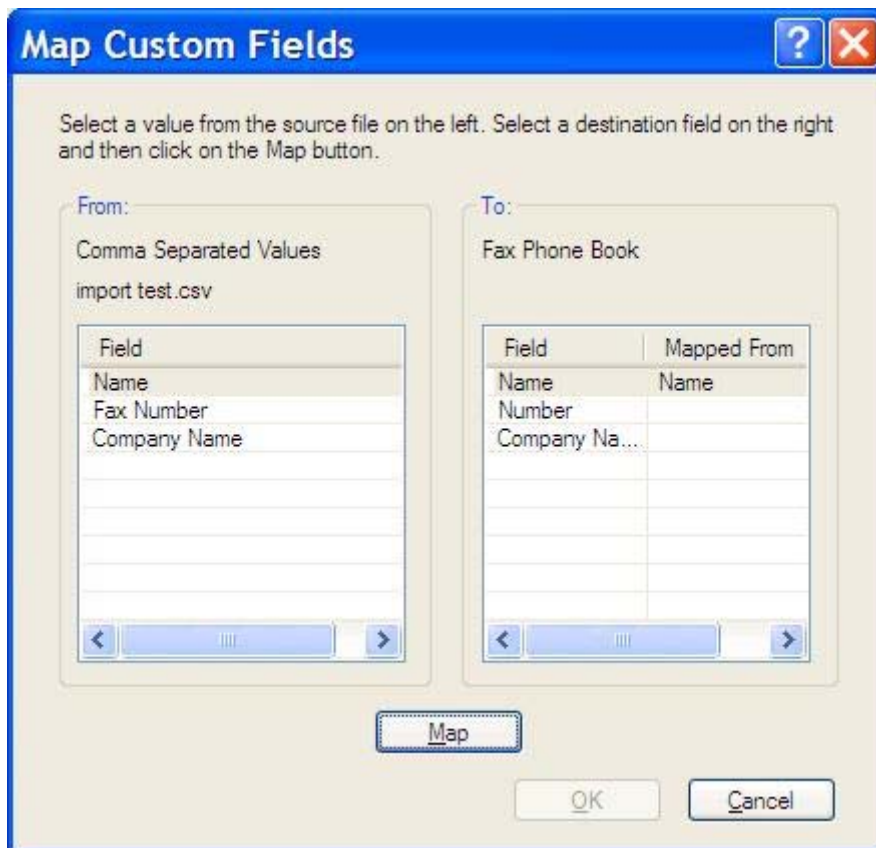 Map Custom Fields
Select a value from the source file on the left. Select a destination field on the right
and then click on the Map button.
From:
Comma Separated Values
import test.csv
Field
Name
Fax Number
Company Name
To:
Fax Phone Book
Field Mapped From
Name Name
Number
Company Na...
Map
OK Cancel